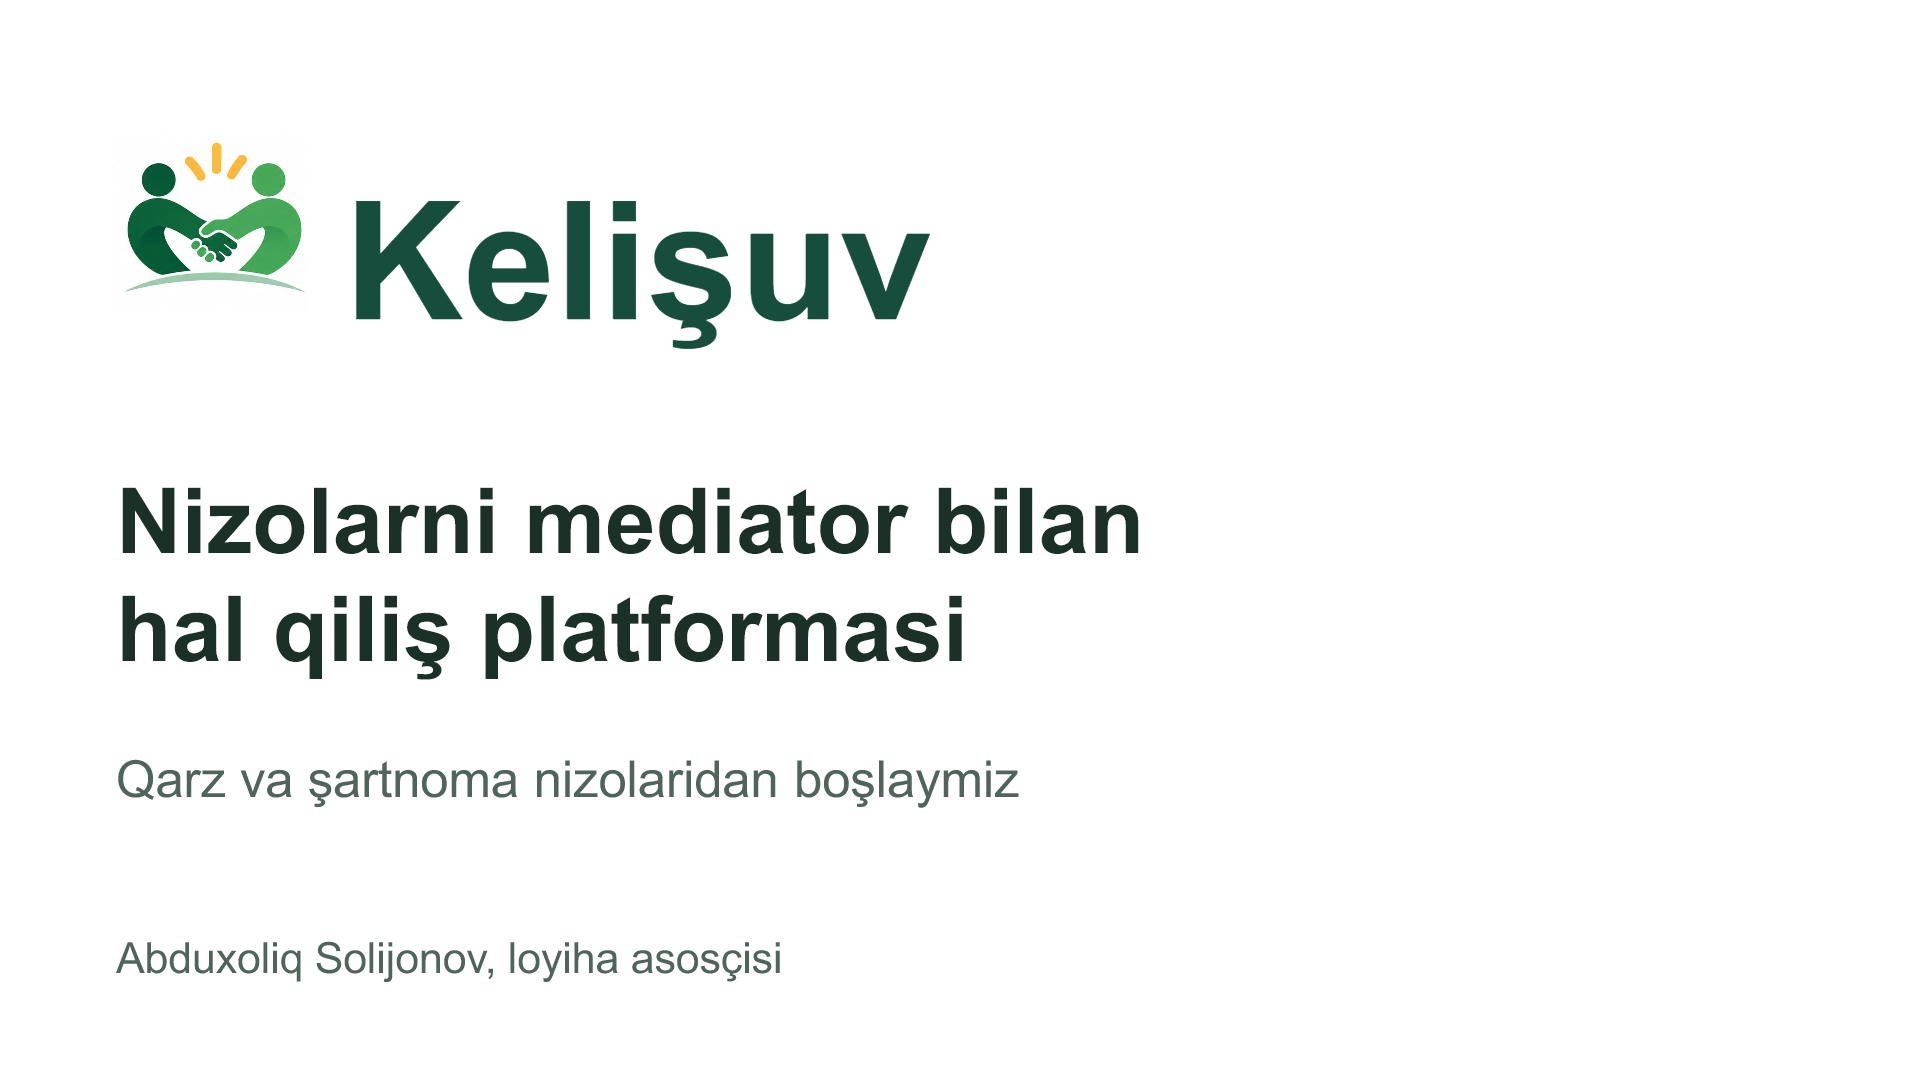 Kelişuv
Nizolarni mediator bilan
hal qiliş platformasi
Qarz va şartnoma nizolaridan boşlaymiz
Abduxoliq Solijonov, loyiha asosçisi